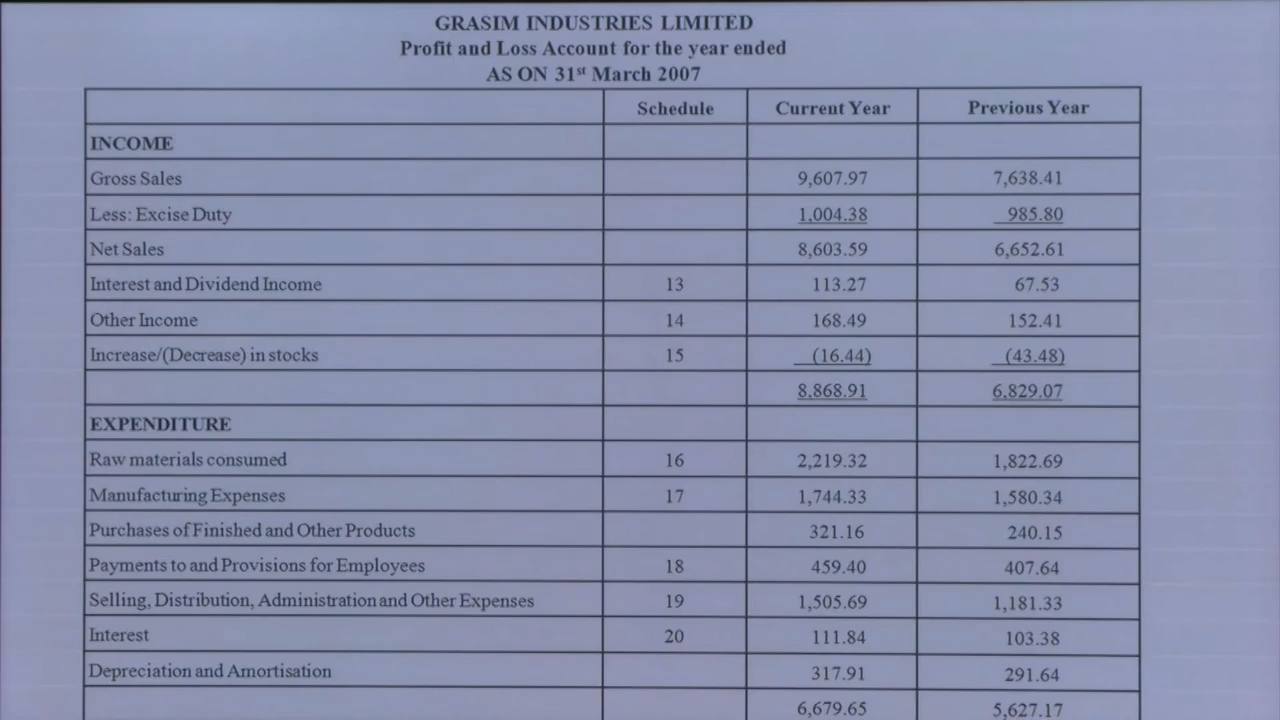 GRASIM INDUSTRIES LIMITED
Profit and Loss Account for the year ended
AS ON 31st March 2007
Schedule Current Year Previous Year
INCOME
Gross Sales 9,607.97 7,638.41
Less: Excise Duty 1,004.38 985.80
Net Sales 8,603.59 6,652.61
Interest and Dividend Income 13 113.27 67.53
Other Income 14 168.49 152.41
Increase/(Decrease) in stocks 15 (16.44) (43.48)
8,868.91 6,829.07
EXPENDITURE
Raw materials consumed 16 2,219.32 1,822.69
Manufacturing Expenses 17 1,744.33 1,580.34
Purchases of Finished and Other Products 321.16 240.15
Payments to and Provisions for Employees 18 459.40 407.64
Selling, Distribution, Administration and Other Expenses 19 1,505.69 1,181.33
Interest 20 111.84 103.38
Depreciation and Amortisation 317.91 291.64
6,679.65 5,627.17